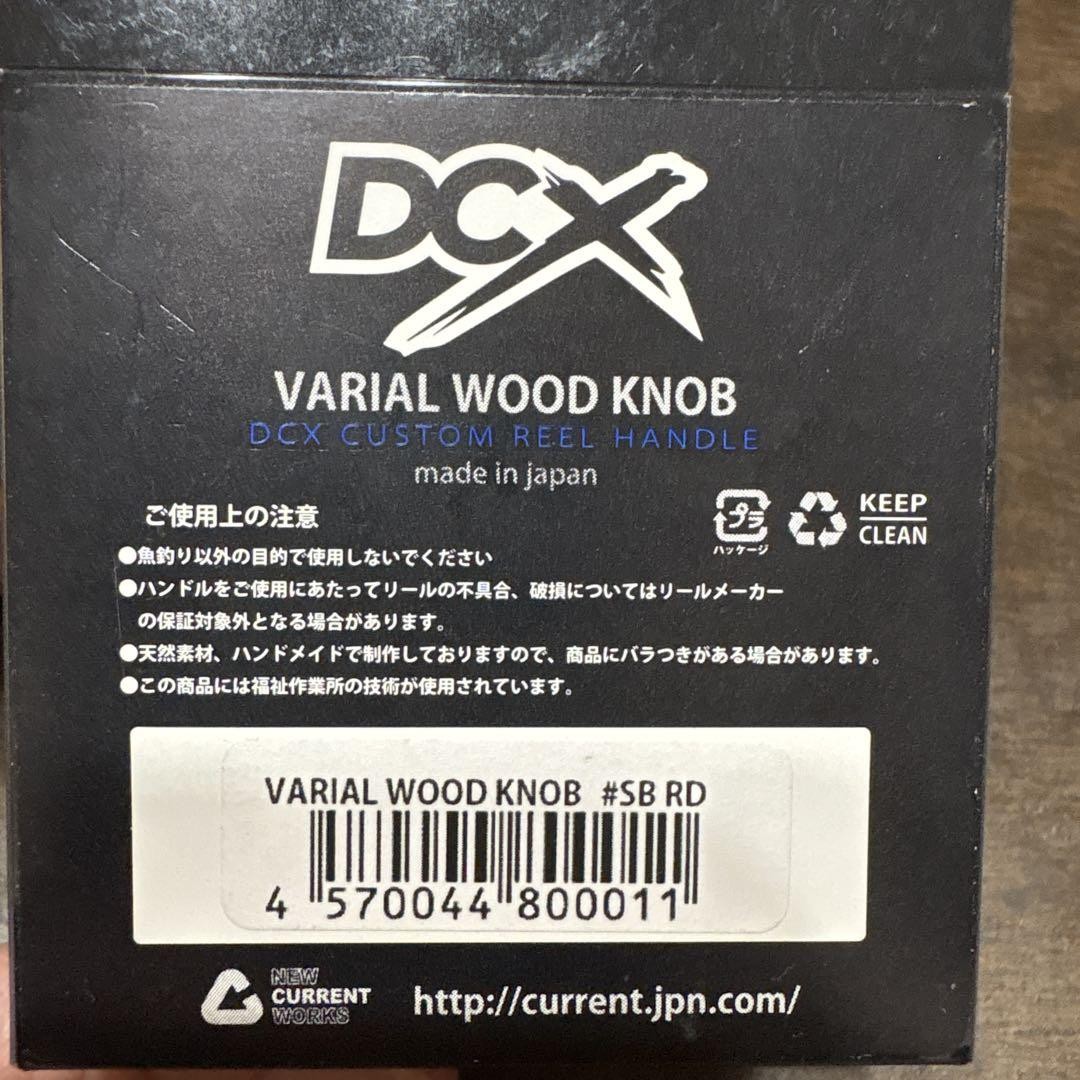 DCX
VARIAL WOOD KNOB
DCX CUSTOM REEL HANDLE
made in japan
ご使用上の注意
プラ
パッケージ
KEEP
CLEAN
●魚釣り以外の目的で使用しないでください
●ハンドルをご使用にあたってリールの不具合、破損についてはリールメーカー
の保証対象外となる場合があります。
●天然素材、ハンドメイドで制作しておりますので、商品にバラつきがある場合があります。
●この商品には福祉作業所の技術が使用されています。
VARIAL WOOD KNOB #SB RD
4 570044 800011
NEW
CURRENT
WORKS
http://current.jpn.com/